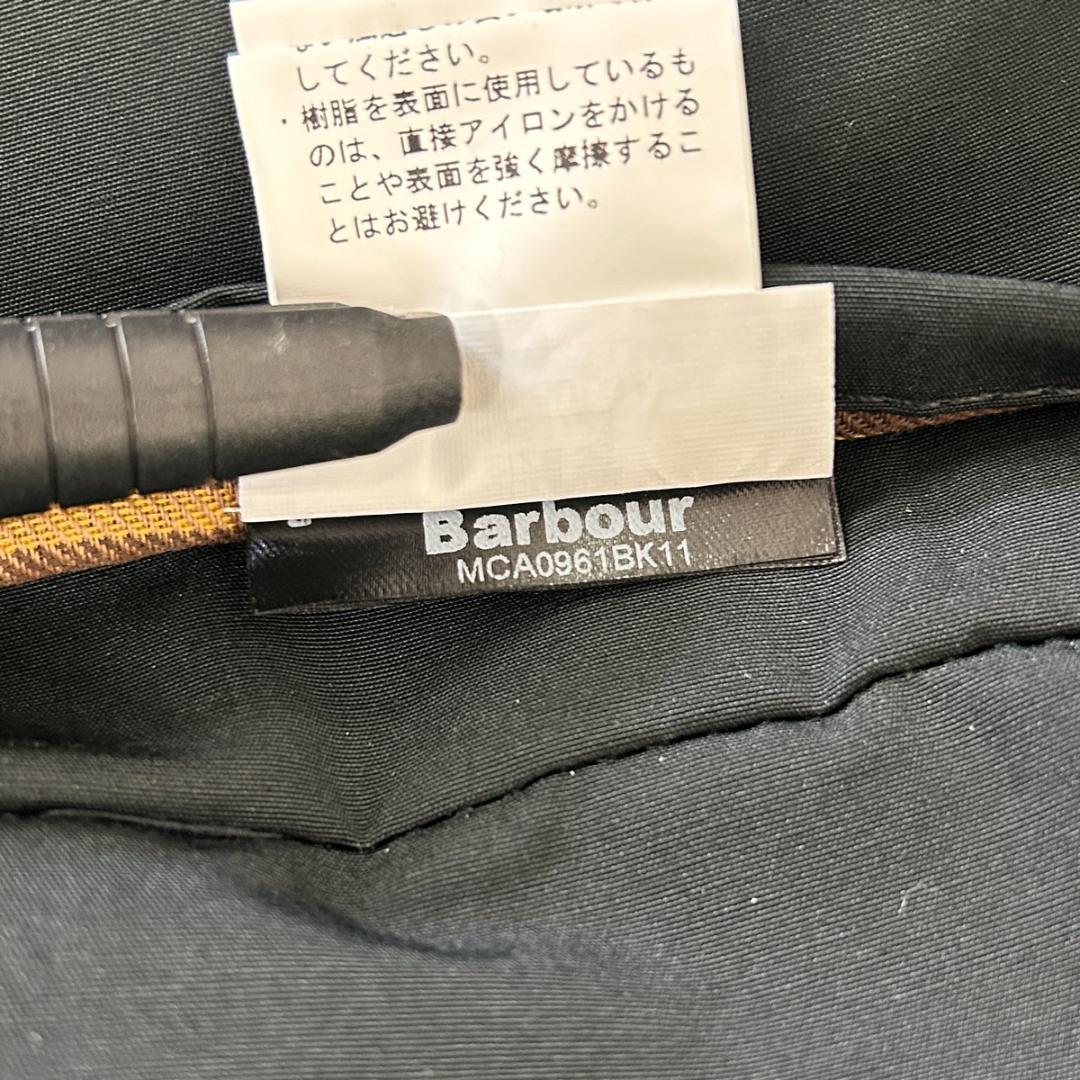 してください。
・樹脂を表面に使用しているも
のは、直接アイロンをかける
ことや表面を強く摩擦するこ
とはお避けください。
Barbour
MCA0961BK11